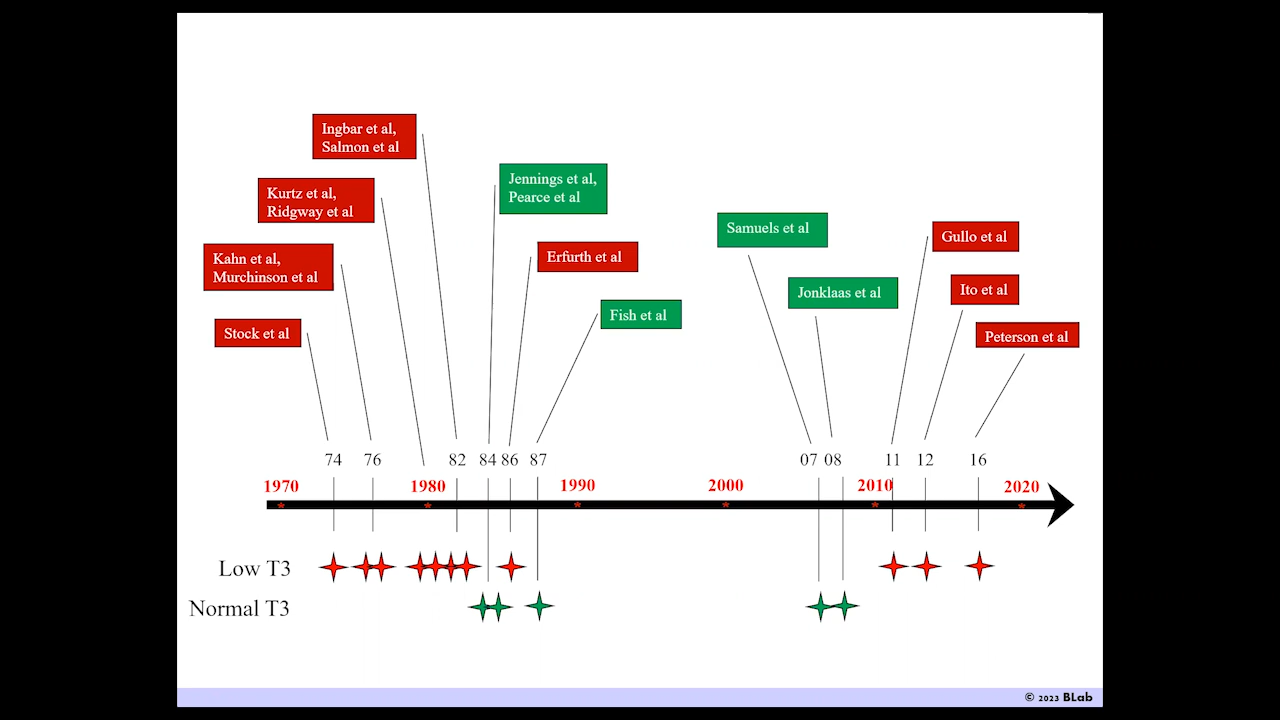 Ingbar et al,
Salmon et al
Jennings et al,
Pearce et al
Kurtz et al,
Ridgway et al
Samuels et al
Gullo et al
Kahn et al,
Murchinson et al
Erfurth et al
Jonklaas et al
Ito et al
Stock et al
Fish et al
Peterson et al
74 76 82 84 86 87 07 08 11 12 16
1970 1980 1990 2000 2010 2020
Low T3
Normal T3
© 2023 BLab